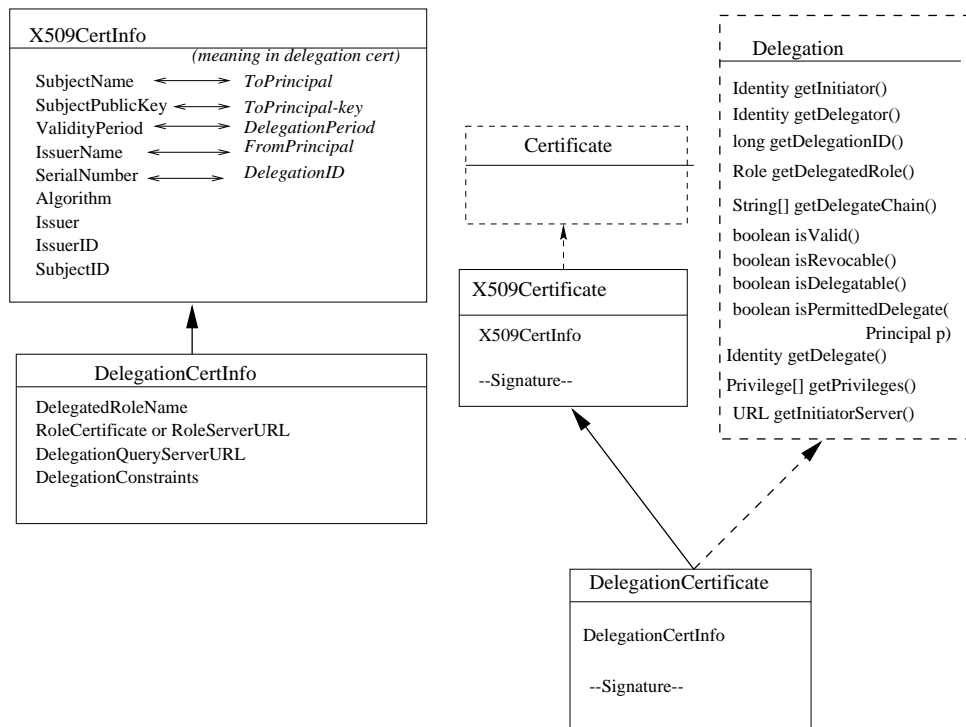 X509CertInfo
(meaning in delegation cert)
SubjectName ToPrincipal
SubjectPublicKey ToPrincipal-key
ValidityPeriod DelegationPeriod
IssuerName FromPrincipal
SerialNumber DelegationID
Algorithm
Issuer
IssuerID
SubjectID
DelegationCertInfo
DelegatedRoleName
RoleCertificate or RoleServerURL
DelegationQueryServerURL
DelegationConstraints
Certificate
X509Certificate
X509CertInfo
--Signature--
Delegation
Identity getInitiator()
Identity getDelegator()
long getDelegationID()
Role getDelegatedRole()
String[] getDelegateChain()
boolean isValid()
boolean isRevocable()
boolean isDelegatable()
boolean isPermittedDelegate(
Principal p)
Identity getDelegate()
Privilege[] getPrivileges()
URL getInitiatorServer()
DelegationCertificate
DelegationCertInfo
--Signature--